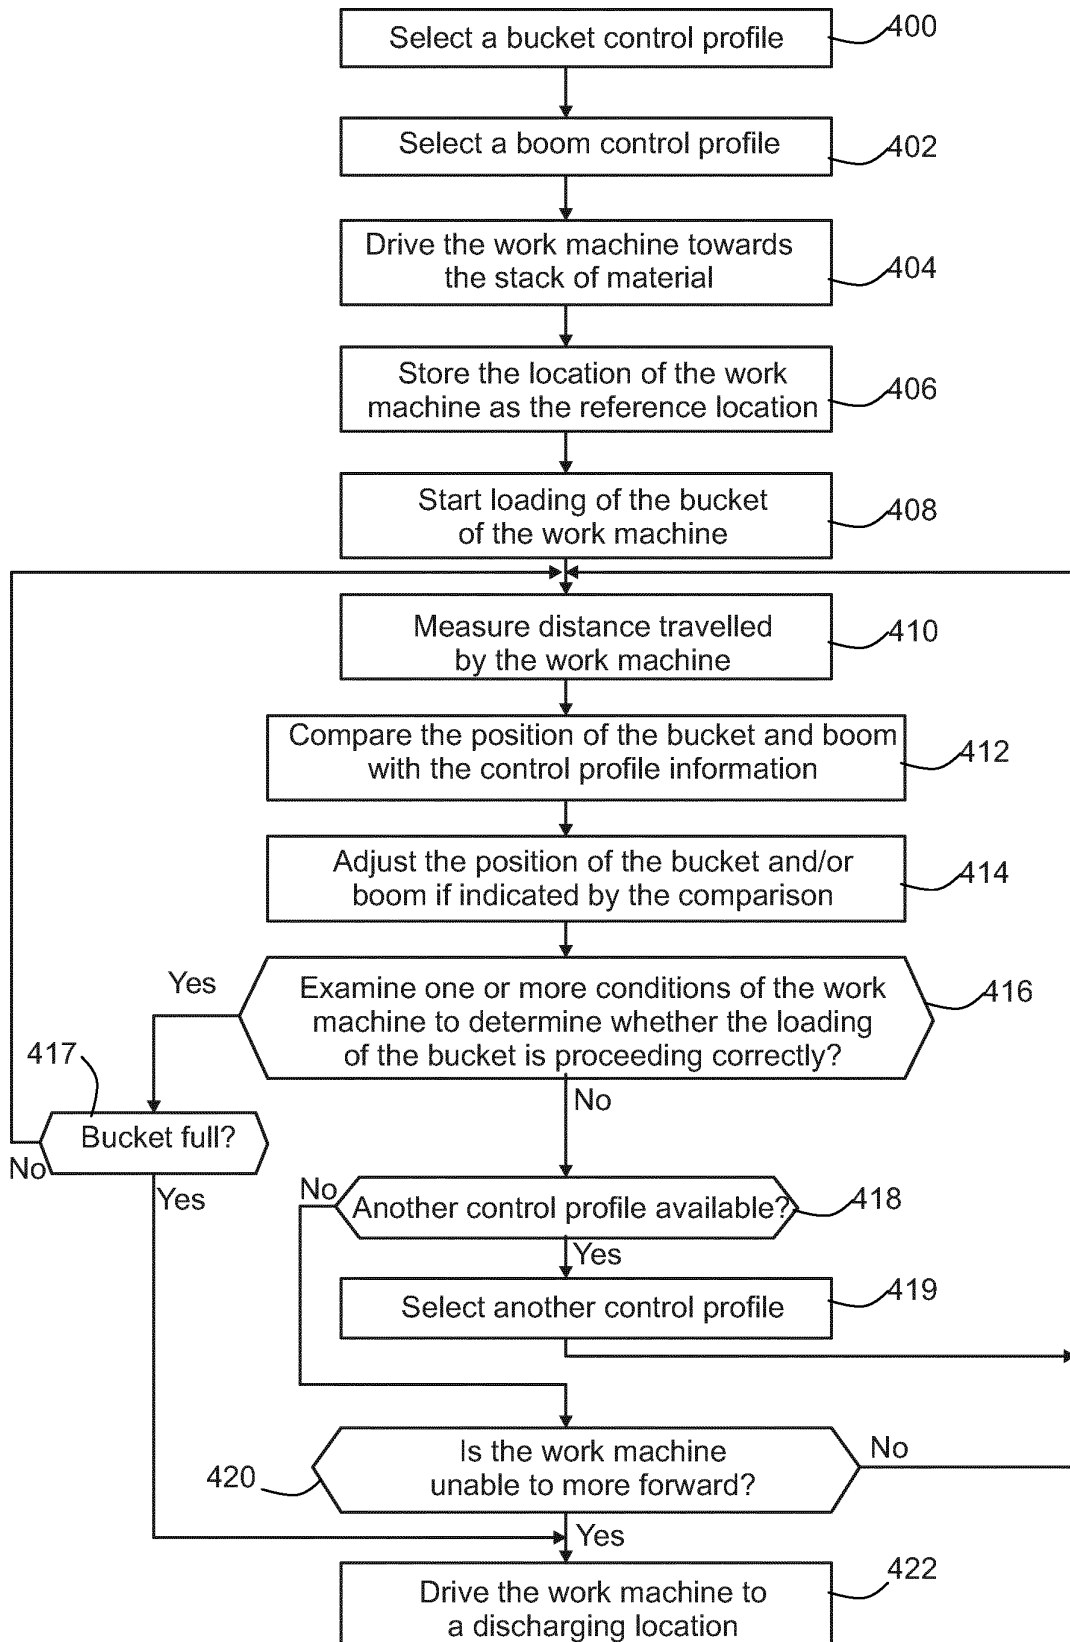 Select a bucket control profile
400
Select a boom control profile
402
Drive the work machine towards
the stack of material
404
Store the location of the work
machine as the reference location
406
Start loading of the bucket
of the work machine
408
Measure distance travelled
by the work machine
410
Compare the position of the bucket and boom
with the control profile information
412
Adjust the position of the bucket and/or
boom if indicated by the comparison
414
Yes
Examine one or more conditions of the work
machine to determine whether the loading
of the bucket is proceeding correctly?
416
No
417
Bucket full?
No
Yes
No
Another control profile available?
418
Yes
Select another control profile
419
Is the work machine
unable to more forward?
No
420
Yes
Drive the work machine to
a discharging location
422